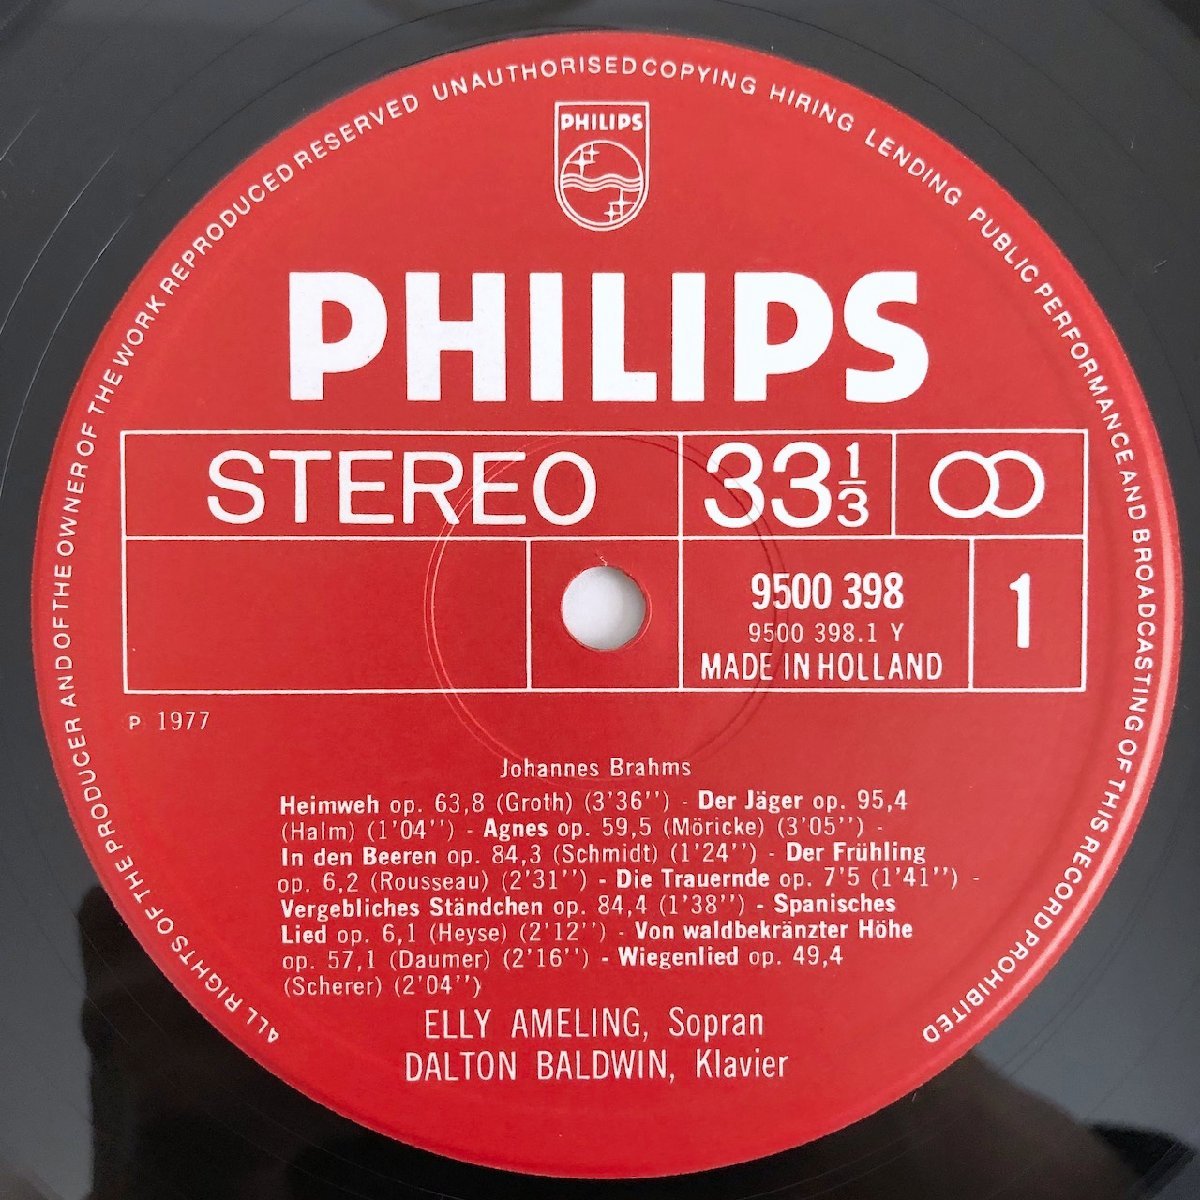 ALL RIGHTS OF THE PRODUCER AND OF THE OWNER OF THE WORK REPRODUCED RESERVED UNAUTHORISED COPYING HIRING LENDING PUBLIC PERFORMANCE AND BROADCASTING OF THIS RECORD PROHIBITED
PHILIPS
PHILIPS
STEREO 33 1/3
9500 398 1
9500 398.1 Y
MADE IN HOLLAND
P 1977
Johannes Brahms
Heimweh op. 63,8 (Groth) (3'36'') - Der Jäger op. 95,4
(Halm) (1'04'') - Agnes op. 59,5 (Möricke) (3'05'') -
In den Beeren op. 84,3 (Schmidt) (1'24'') - Der Frühling
op. 6,2 (Rousseau) (2'31'') - Die Trauernde op. 7'5 (1'41'') -
Vergebliches Ständchen op. 84,4 (1'38'') - Spanisches
Lied op. 6,1 (Heyse) (2'12'') - Von waldbekränzter Höhe
op. 57,1 (Daumer) (2'16'') - Wiegenlied op. 49,4
(Scherer) (2'04'')
ELLY AMELING, Sopran
DALTON BALDWIN, Klavier